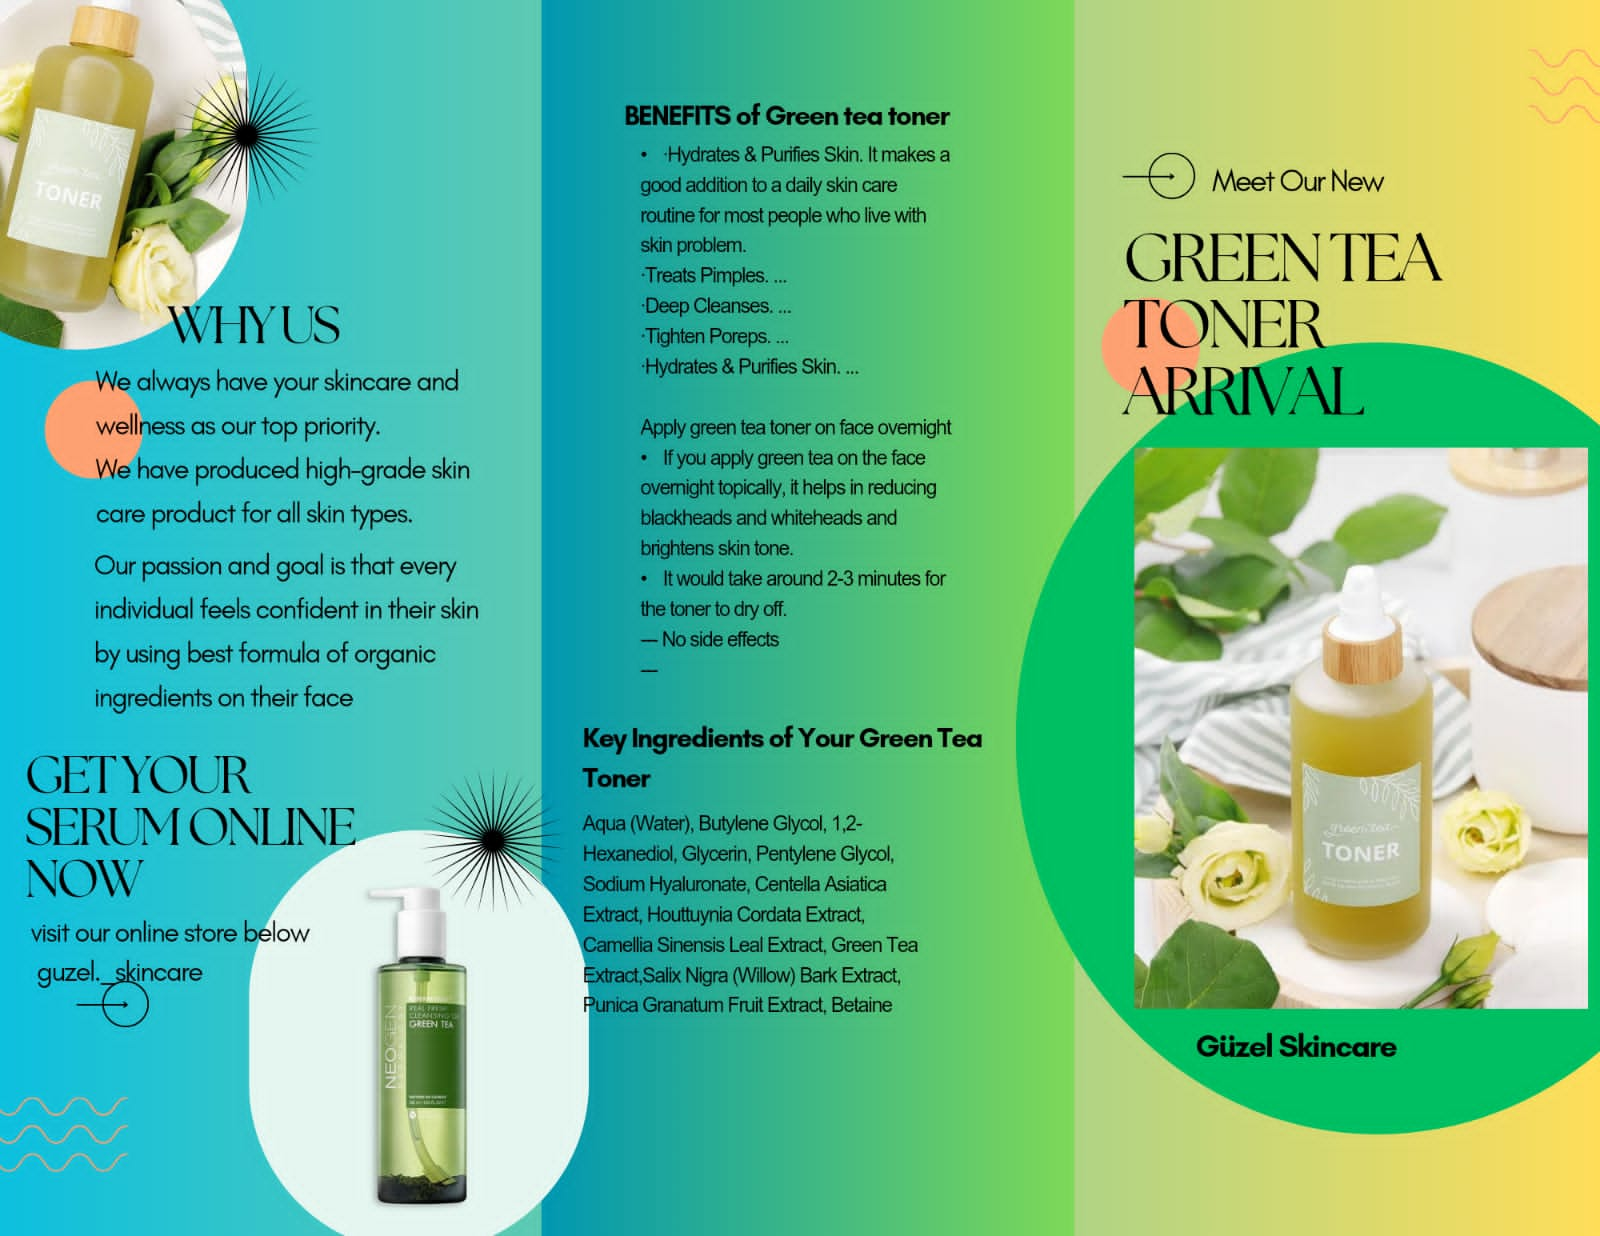 green tea
TONER
WHY US
We always have your skincare and
wellness as our top priority.
We have produced high-grade skin
care product for all skin types.
Our passion and goal is that every
individual feels confident in their skin
by using best formula of organic
ingredients on their face
GET YOUR
SERUM ONLINE
NOW
visit our online store below
guzel._skincare
NEOGEN
REAL FRESH
GREEN TEA
BENEFITS of Green tea toner
• ·Hydrates & Purifies Skin. It makes a
good addition to a daily skin care
routine for most people who live with
skin problem.
·Treats Pimples. ...
·Deep Cleanses. ...
·Tighten Poreps. ...
·Hydrates & Purifies Skin. ...
Apply green tea toner on face overnight
• If you apply green tea on the face
overnight topically, it helps in reducing
blackheads and whiteheads and
brightens skin tone.
• It would take around 2-3 minutes for
the toner to dry off.
— No side effects
—
Key Ingredients of Your Green Tea
Toner
Aqua (Water), Butylene Glycol, 1,2-
Hexanediol, Glycerin, Pentylene Glycol,
Sodium Hyaluronate, Centella Asiatica
Extract, Houttuynia Cordata Extract,
Camellia Sinensis Leal Extract, Green Tea
Extract,Salix Nigra (Willow) Bark Extract,
Punica Granatum Fruit Extract, Betaine
Meet Our New
GREEN TEA
TONER
ARRIVAL
green tea
TONER
Güzel Skincare